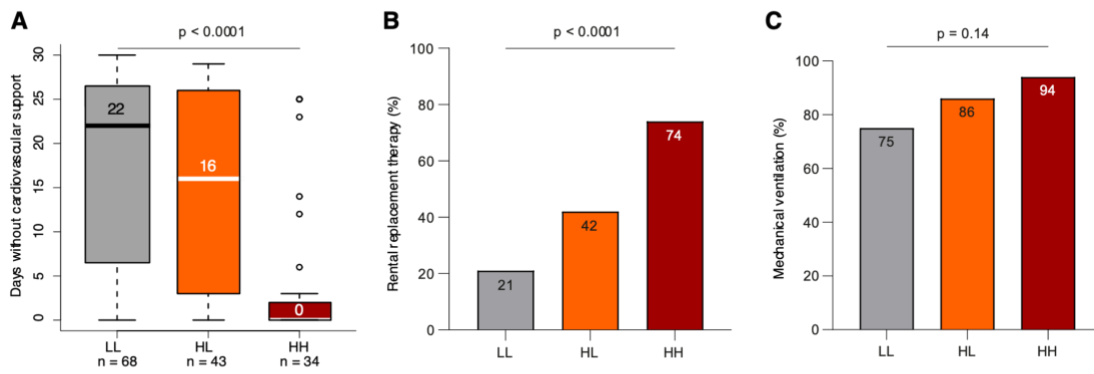 A
p < 0.0001
Days without cardiovascular support
30
25
20
15
10
5
0
22
16
0
LL
HL
HH
n = 68
n = 43
n = 34
B
p < 0.0001
Rental replacement therapy (%)
100
80
60
40
20
0
21
42
74
LL
HL
HH
C
p = 0.14
Mechanical ventilation (%)
100
80
60
40
20
0
75
86
94
LL
HL
HH